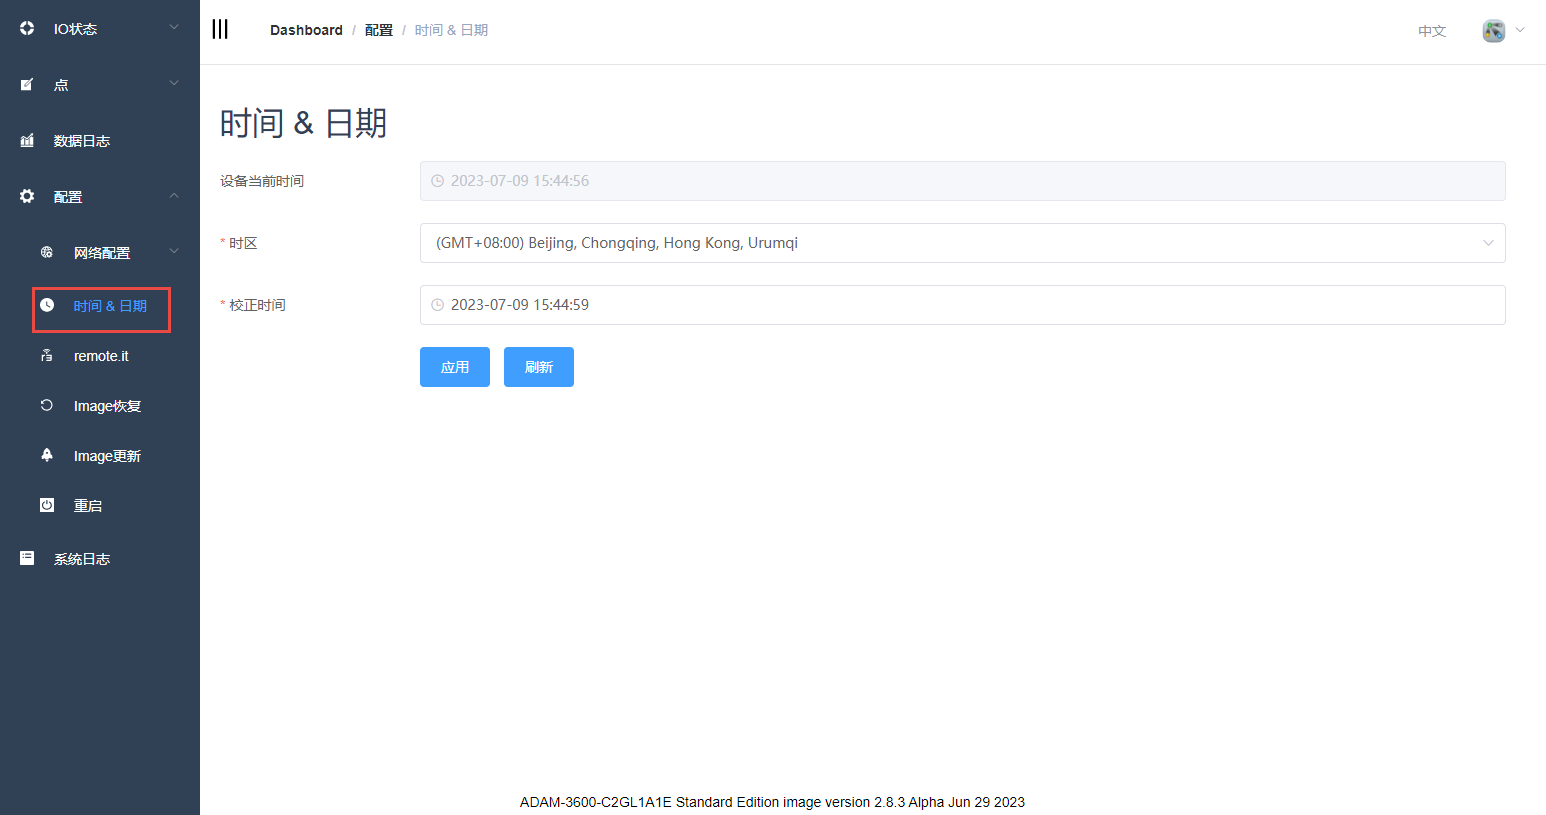 IO状态
点
数据日志
配置
网络配置
时间 & 日期
remote.it
Image恢复
Image更新
重启
系统日志
Dashboard / 配置 / 时间 & 日期
中文
时间 & 日期
设备当前时间 2023-07-09 15:44:56
* 时区 (GMT+08:00) Beijing, Chongqing, Hong Kong, Urumqi
* 校正时间 2023-07-09 15:44:59
应用 刷新
ADAM-3600-C2GL1A1E Standard Edition image version 2.8.3 Alpha Jun 29 2023